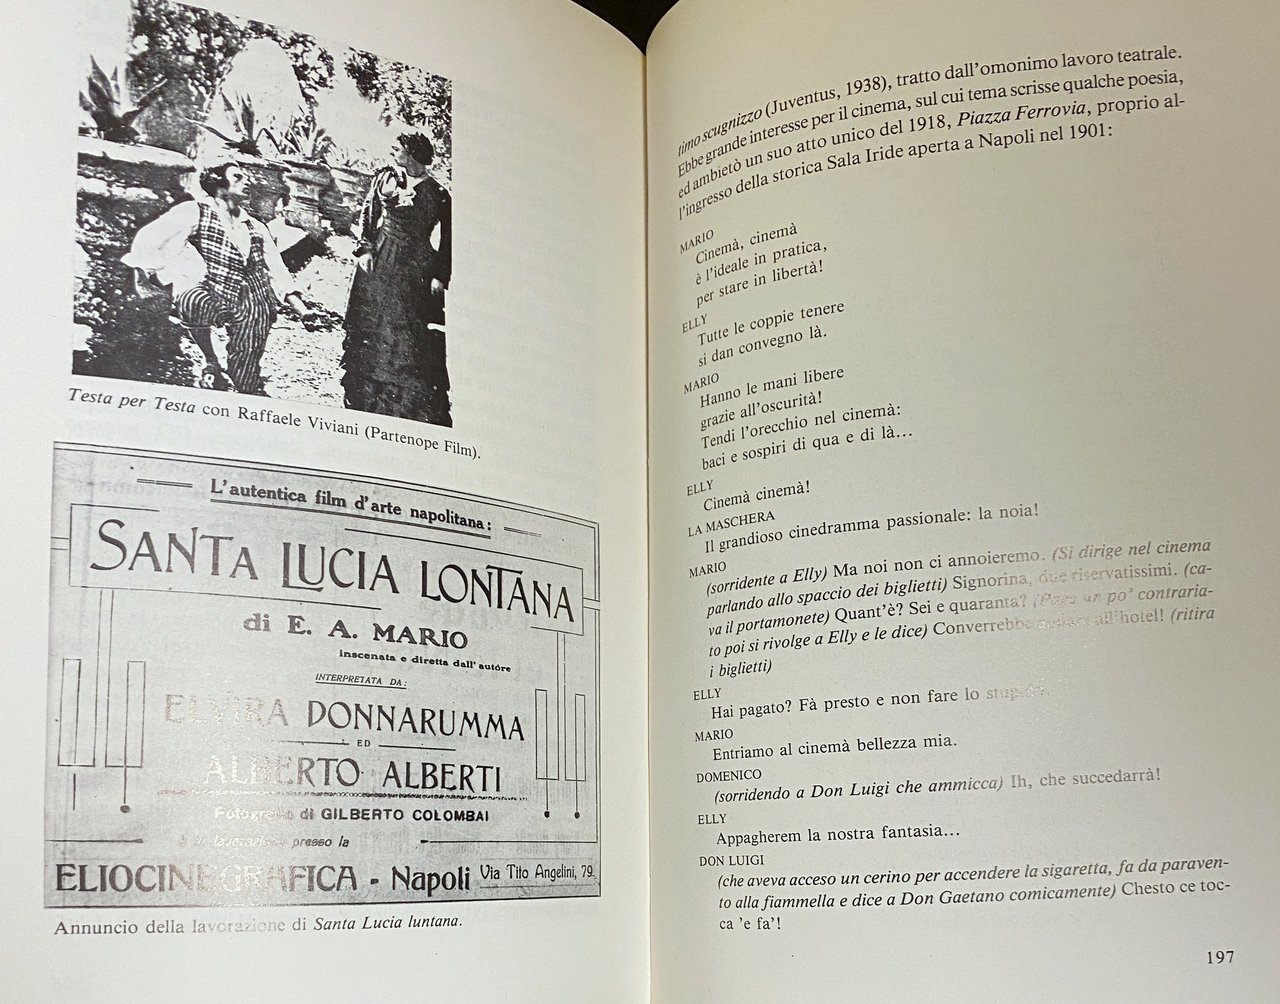 Testa per Testa con Raffaele Viviani (Partenope Film).
L'autentica film d'arte napolitana:
SANTA LUCIA LONTANA
di E. A. MARIO
inscenata e diretta dall'autore
INTERPRETATA DA:
ELVIRA DONNARUMMA
ED
ALBERTO ALBERTI
Fotografia di GILBERTO COLOMBAI
è in lavorazione presso la
ELIOCINEGRAFICA - Napoli Via Tito Angelini, 79.
Annuncio della lavorazione di Santa Lucia luntana.
timo scugnizzo (Juventus, 1938), tratto dall'omonimo lavoro teatrale.
Ebbe grande interesse per il cinema, sul cui tema scrisse qualche poesia,
ed ambietò un suo atto unico del 1918, Piazza Ferrovia, proprio al-
l'ingresso della storica Sala Iride aperta a Napoli nel 1901:
MARIO
Cinemà, cinemà
è l'ideale in pratica,
per stare in libertà!
ELLY
Tutte le coppie tenere
si dan convegno là.
MARIO
Hanno le mani libere
grazie all'oscurità!
Tendi l'orecchio nel cinemà:
baci e sospiri di qua e di là...
ELLY
Cinemà cinemà!
LA MASCHERA
Il grandioso cinedramma passionale: la noia!
MARIO
(sorridente a Elly) Ma noi non ci annoieremo. (Si dirige nel cinema
parlando allo spaccio dei biglietti) Signorina, due riservatissimi. (ca-
va il portamonete) Quant'è? Sei e quaranta? (Pausa un po' contraria-
to poi si rivolge a Elly e le dice) Converrebbe andare all'hotel! (ritira
i biglietti)
ELLY
Hai pagato? Fà presto e non fare lo stupido.
MARIO
Entriamo al cinemà bellezza mia.
DOMENICO
(sorridendo a Don Luigi che ammicca) Ih, che succedarrà!
ELLY
Appagherem la nostra fantasia...
DON LUIGI
(che aveva acceso un cerino per accendere la sigaretta, fa da paraven-
to alla fiammella e dice a Don Gaetano comicamente) Chesto ce toc-
ca 'e fa'!
197